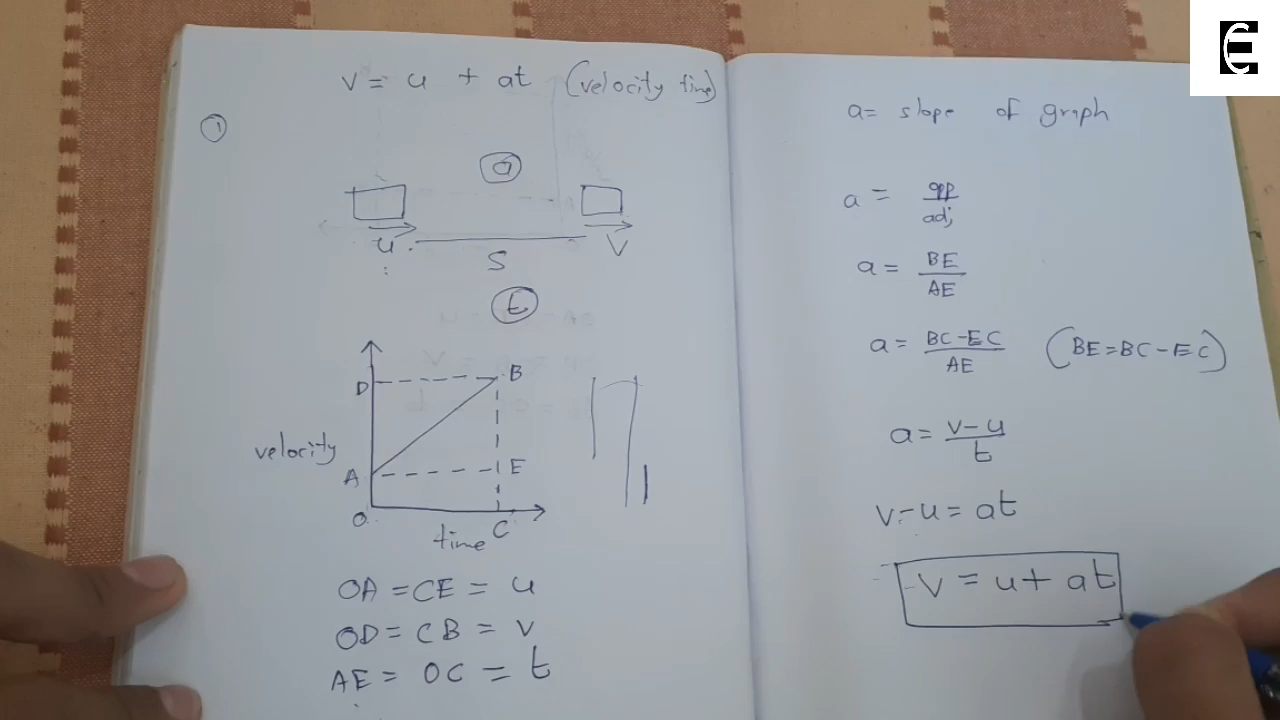 v = u + at (velocity time)
①
a
u
S
V
t
D
B
velocity
A
E
O
time
C
OA = CE = u
OD = CB = v
AE = OC = t
a = slope of graph
a = opp/adj
a = BE/AE
a = BC-EC/AE (BE=BC-EC)
a = v-u/t
v-u = at
v = u + at
E